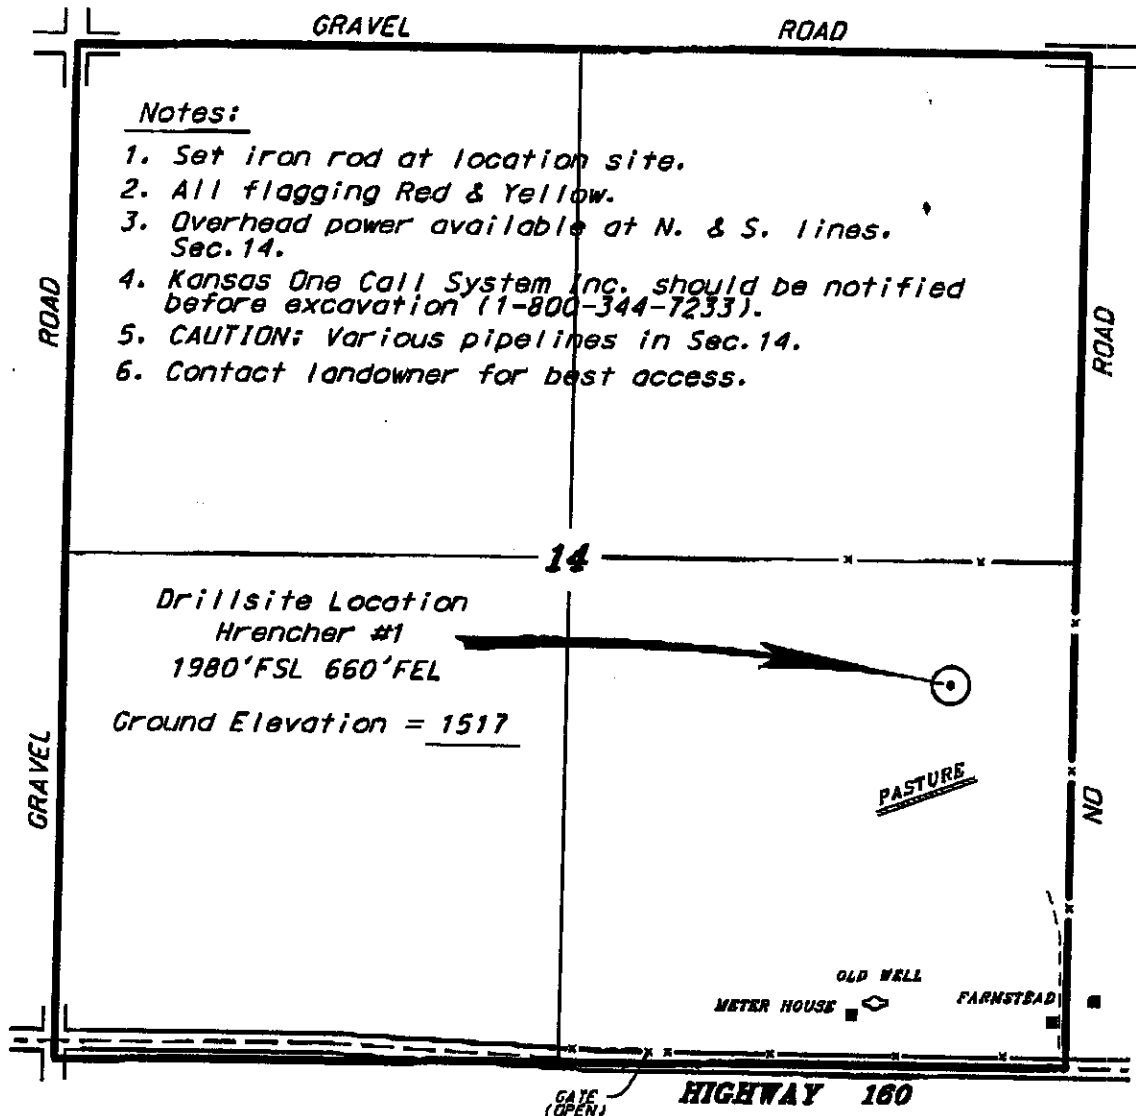 GRAVEL ROAD
Notes:
1. Set iron rod at location site.
2. All flagging Red & Yellow.
3. Overhead power available at N. & S. lines.
Sec.14.
4. Kansas One Call System Inc. should be notified
before excavation (1-800-344-7233).
5. CAUTION: Various pipelines in Sec.14.
6. Contact landowner for best access.
ROAD
ROAD
14
Drillsite Location
Hrencher #1
1980'FSL 660'FEL
Ground Elevation = 1517
GRAVEL
PASTURE
NO
OLD WELL
METER HOUSE
FARMSTEAD
GATE
(OPEN)
HIGHWAY 160